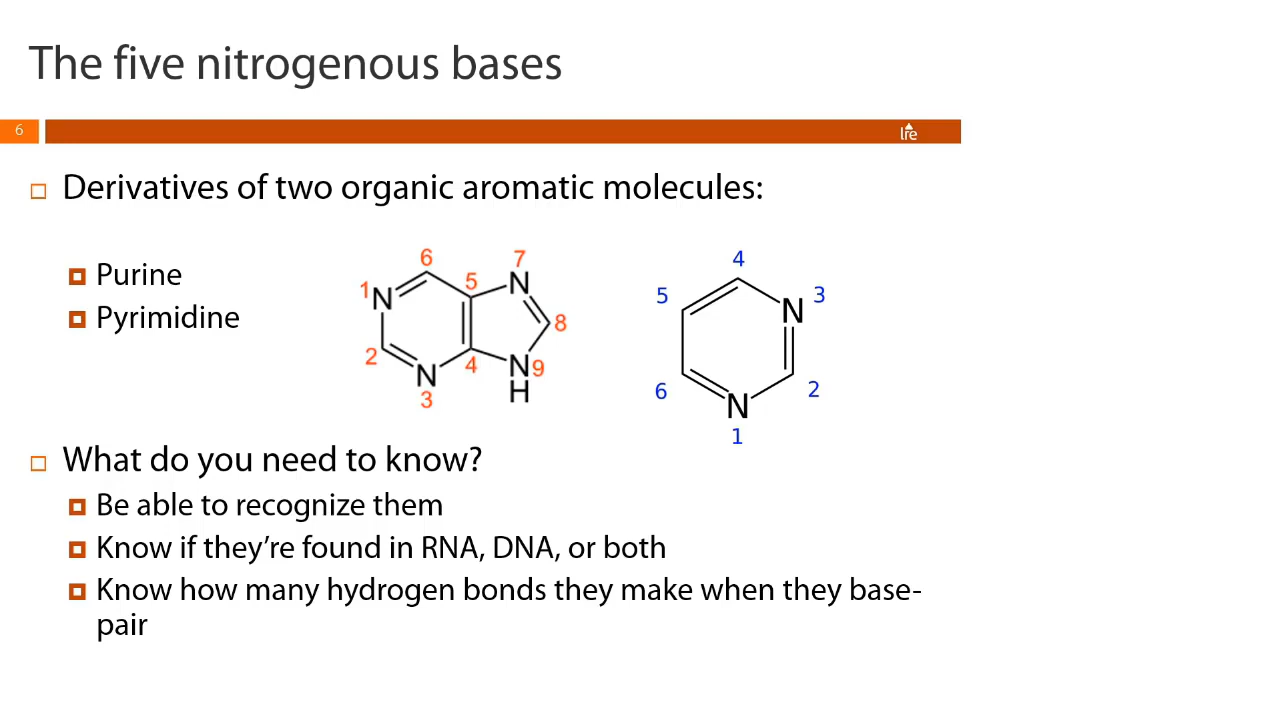 The five nitrogenous bases
6
lre
Derivatives of two organic aromatic molecules:
Purine
Pyrimidine
6
7
1
N
5
N
8
2
N
4
N
9
3
H
4
5
3
N
6
2
N
1
What do you need to know?
Be able to recognize them
Know if they’re found in RNA, DNA, or both
Know how many hydrogen bonds they make when they base-
pair